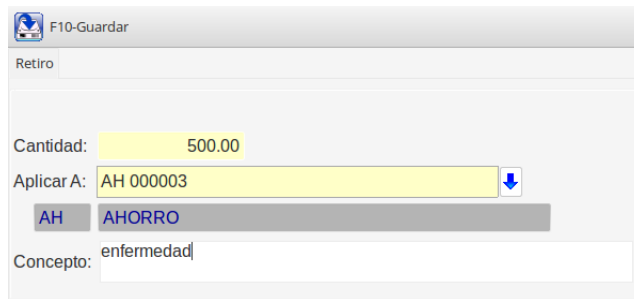 F10-Guardar
Retiro
Cantidad: 500.00
Aplicar A: AH 000003
AH AHORRO
Concepto: enfermedad